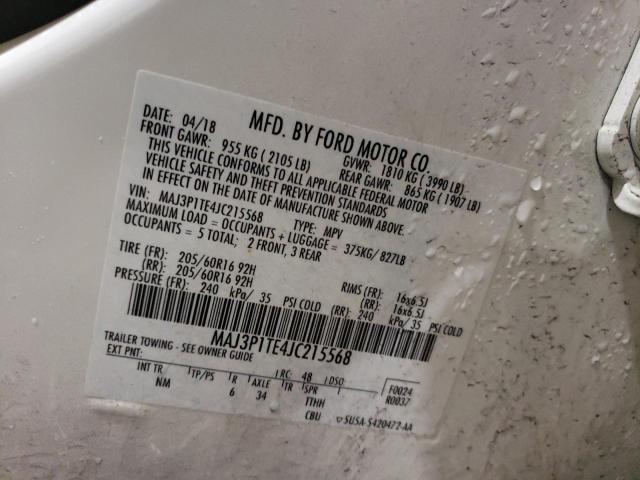 MFD. BY FORD MOTOR CO.
DATE: 04/18 GVWR: 1810 KG ( 3990 LB)
FRONT GAWR: 955 KG ( 2105 LB) REAR GAWR: 865 KG ( 1907 LB)
THIS VEHICLE CONFORMS TO ALL APPLICABLE FEDERAL MOTOR
VEHICLE SAFETY AND THEFT PREVENTION STANDARDS
IN EFFECT ON THE DATE OF MANUFACTURE SHOWN ABOVE.
VIN: MAJ3P1TE4JC215568 TYPE: MPV
MAXIMUM LOAD = OCCUPANTS + LUGGAGE = 375KG/ 827LB
OCCUPANTS = 5 TOTAL; 2 FRONT, 3 REAR
TIRE (FR): 205/60R16 92H RIMS (FR): 16x6.5J
(RR): 205/60R16 92H (RR): 16x6.5J
PRESSURE (FR): 240 kPa/ 35 PSI COLD (RR): 240 kPa/ 35 PSI COLD
MAJ3P1TE4JC215568
TRAILER TOWING - SEE OWNER GUIDE
EXT PNT: RC: 48 DSO: F0024
R0037
INT TR TP/PS R AXLE TR SPR
NM 6 34 TTHH
CBU 5U5A-5420472-AA